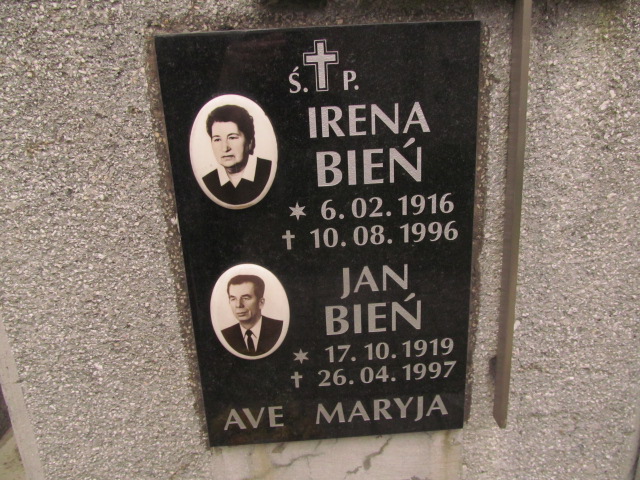 Ś. P.
IRENA
BIEŃ
* 6.02.1916
✝ 10.08.1996
JAN
BIEŃ
* 17.10.1919
✝ 26.04.1997
AVE MARYJA